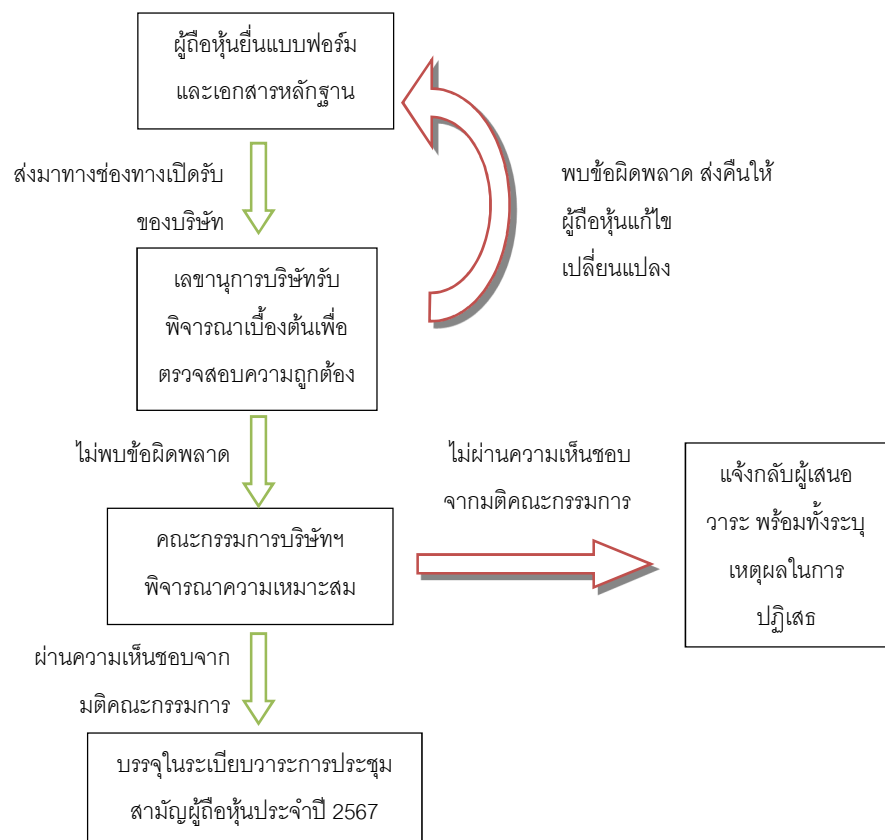 ผู้ถือหุ้นยื่นแบบฟอร์ม
และเอกสารหลักฐาน
ส่งมาทางช่องทางเปิดรับ
ของบริษัท
พบข้อผิดพลาด ส่งคืนให้
ผู้ถือหุ้นแก้ไข
เปลี่ยนแปลง
เลขานุการบริษัทรับ
พิจารณาเบื้องต้นเพื่อ
ตรวจสอบความถูกต้อง
ไม่พบข้อผิดพลาด
คณะกรรมการบริษัทฯ
พิจารณาความเหมาะสม
ไม่ผ่านความเห็นชอบ
จากมติคณะกรรมการ
แจ้งกลับผู้เสนอ
วาระ พร้อมทั้งระบุ
เหตุผลในการ
ปฏิเสธ
ผ่านความเห็นชอบจาก
มติคณะกรรมการ
บรรจุในระเบียบวาระการประชุม
สามัญผู้ถือหุ้นประจำปี 2567